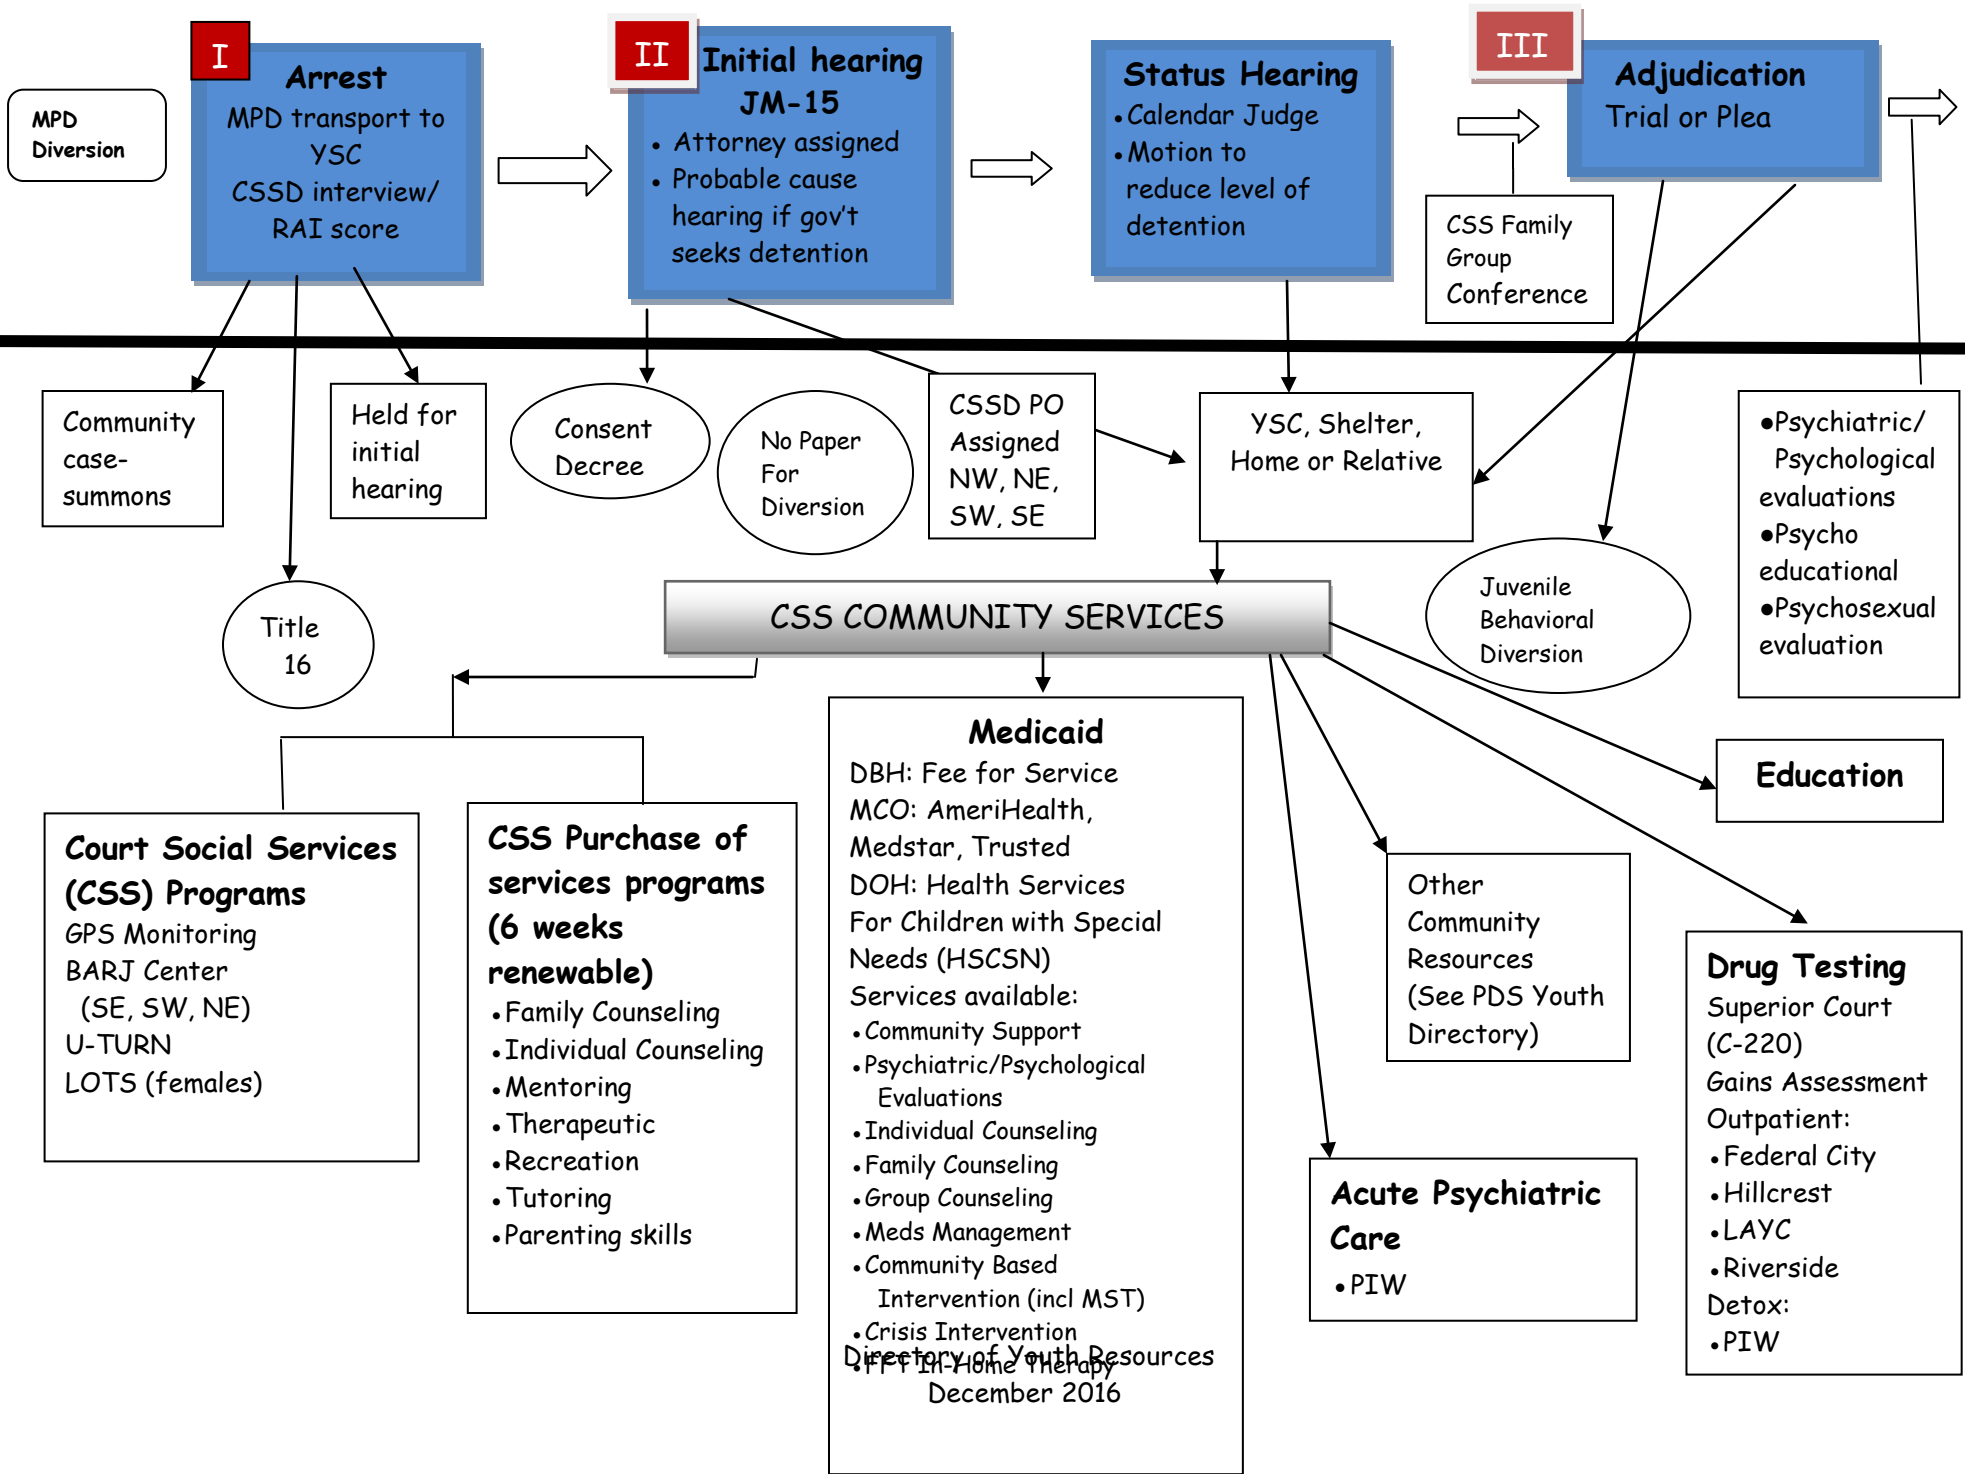 MPD
Diversion
I
Arrest
MPD transport to
YSC
CSSD interview/
RAI score
II
Initial hearing
JM-15
• Attorney assigned
• Probable cause
hearing if gov't
seeks detention
Status Hearing
• Calendar Judge
• Motion to
reduce level of
detention
III
Adjudication
Trial or Plea
CSS Family
Group
Conference
Community
case-
summons
Held for
initial
hearing
Title
16
Consent
Decree
No Paper
For
Diversion
CSSD PO
Assigned
NW, NE,
SW, SE
YSC, Shelter,
Home or Relative
Juvenile
Behavioral
Diversion
●Psychiatric/
Psychological
evaluations
●Psycho
educational
●Psychosexual
evaluation
CSS COMMUNITY SERVICES
Court Social Services
(CSS) Programs
GPS Monitoring
BARJ Center
(SE, SW, NE)
U-TURN
LOTS (females)
CSS Purchase of
services programs
(6 weeks
renewable)
• Family Counseling
• Individual Counseling
• Mentoring
• Therapeutic
• Recreation
• Tutoring
• Parenting skills
Medicaid
DBH: Fee for Service
MCO: AmeriHealth,
Medstar, Trusted
DOH: Health Services
For Children with Special
Needs (HSCSN)
Services available:
• Community Support
• Psychiatric/Psychological
Evaluations
• Individual Counseling
• Family Counseling
• Group Counseling
• Meds Management
• Community Based
Intervention (incl MST)
• Crisis Intervention
• FFT In-Home Therapy
Directory of Youth Resources
December 2016
Education
Other
Community
Resources
(See PDS Youth
Directory)
Acute Psychiatric
Care
• PIW
Drug Testing
Superior Court
(C-220)
Gains Assessment
Outpatient:
• Federal City
• Hillcrest
• LAYC
• Riverside
Detox:
• PIW